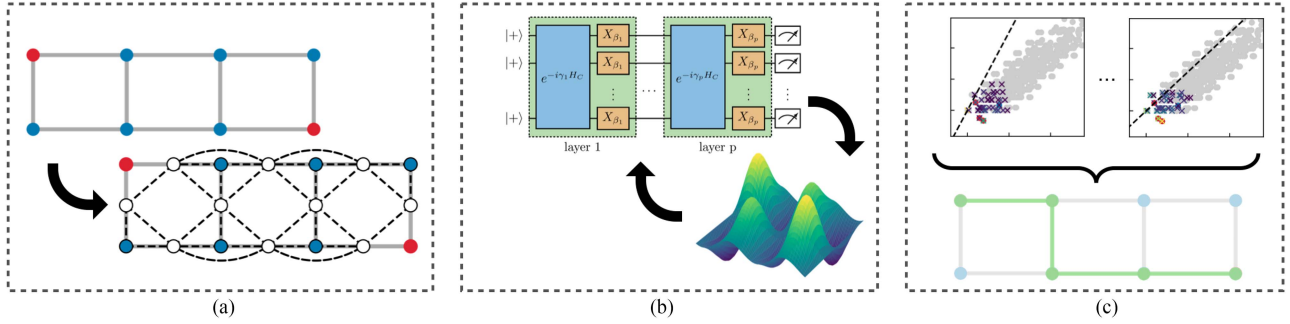 |+⟩ X_{β_1} X_{β_p}
|+⟩ X_{β_1} X_{β_p}
e^{-iγ_1 H_C} ... e^{-iγ_p H_C}
⋮ ⋮ ⋮ ⋮
|+⟩ X_{β_1} X_{β_p}
layer 1 layer p
...
(a) (b) (c)